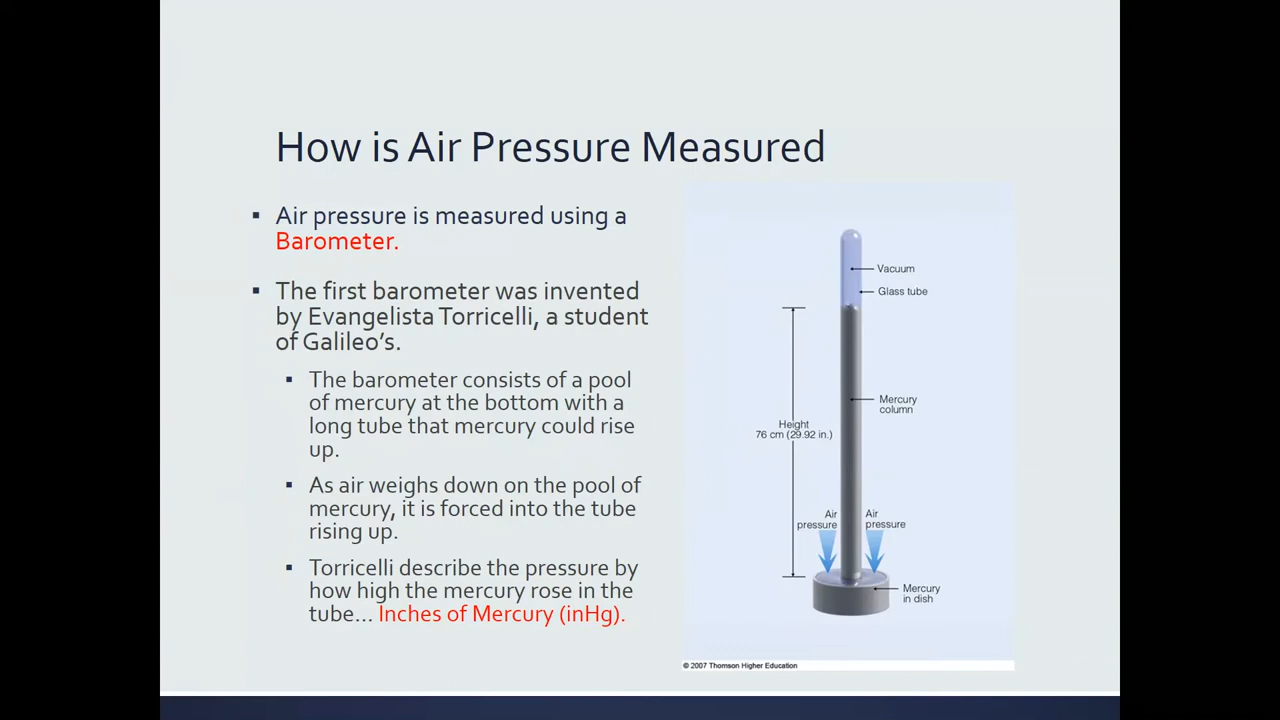 How is Air Pressure Measured
▪ Air pressure is measured using a
Barometer.
▪ The first barometer was invented
by Evangelista Torricelli, a student
of Galileo's.
▪ The barometer consists of a pool
of mercury at the bottom with a
long tube that mercury could rise
up.
▪ As air weighs down on the pool of
mercury, it is forced into the tube
rising up.
▪ Torricelli describe the pressure by
how high the mercury rose in the
tube... Inches of Mercury (inHg).
Vacuum
Glass tube
Mercury
column
Height
76 cm (29.92 in.)
Air
pressure
Air
pressure
Mercury
in dish
© 2007 Thomson Higher Education